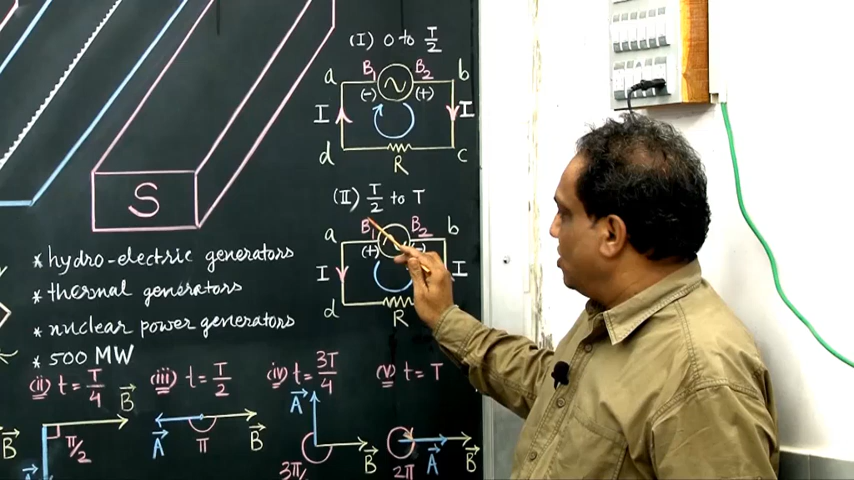 (I) 0 to T/2
a B₁ B₂ b
(-) (+)
I I
d R c
S
(II) T/2 to T
a B₁ B₂ b
(+) (-)
I I
d R
* hydro-electric generators
* thermal generators
* nuclear power generators
* 500 MW
(ii) t = T/4 (iii) t = T/2 (iv) t = 3T/4 (v) t = T
B⃗ A⃗
B⃗ π/2 A⃗ π B⃗ B⃗ A⃗ B⃗
A⃗ 3π/ 2π